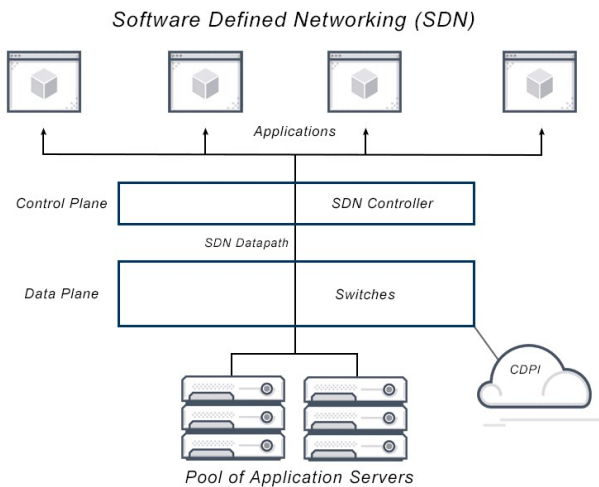 Software Defined Networking (SDN)
Applications
Control Plane
SDN Controller
SDN Datapath
Data Plane
Switches
CDPI
Pool of Application Servers